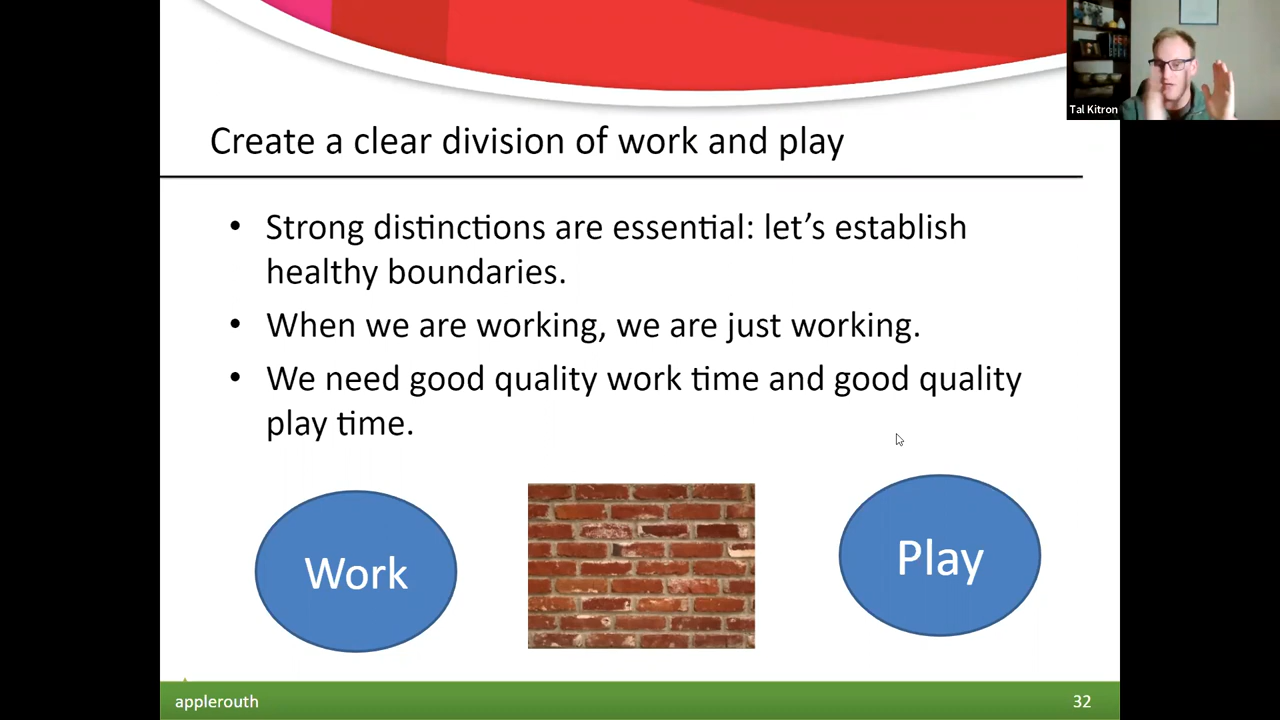 Tal Kitron
Create a clear division of work and play
• Strong distinctions are essential: let’s establish
healthy boundaries.
• When we are working, we are just working.
• We need good quality work time and good quality
play time.
Work
Play
applerouth
32